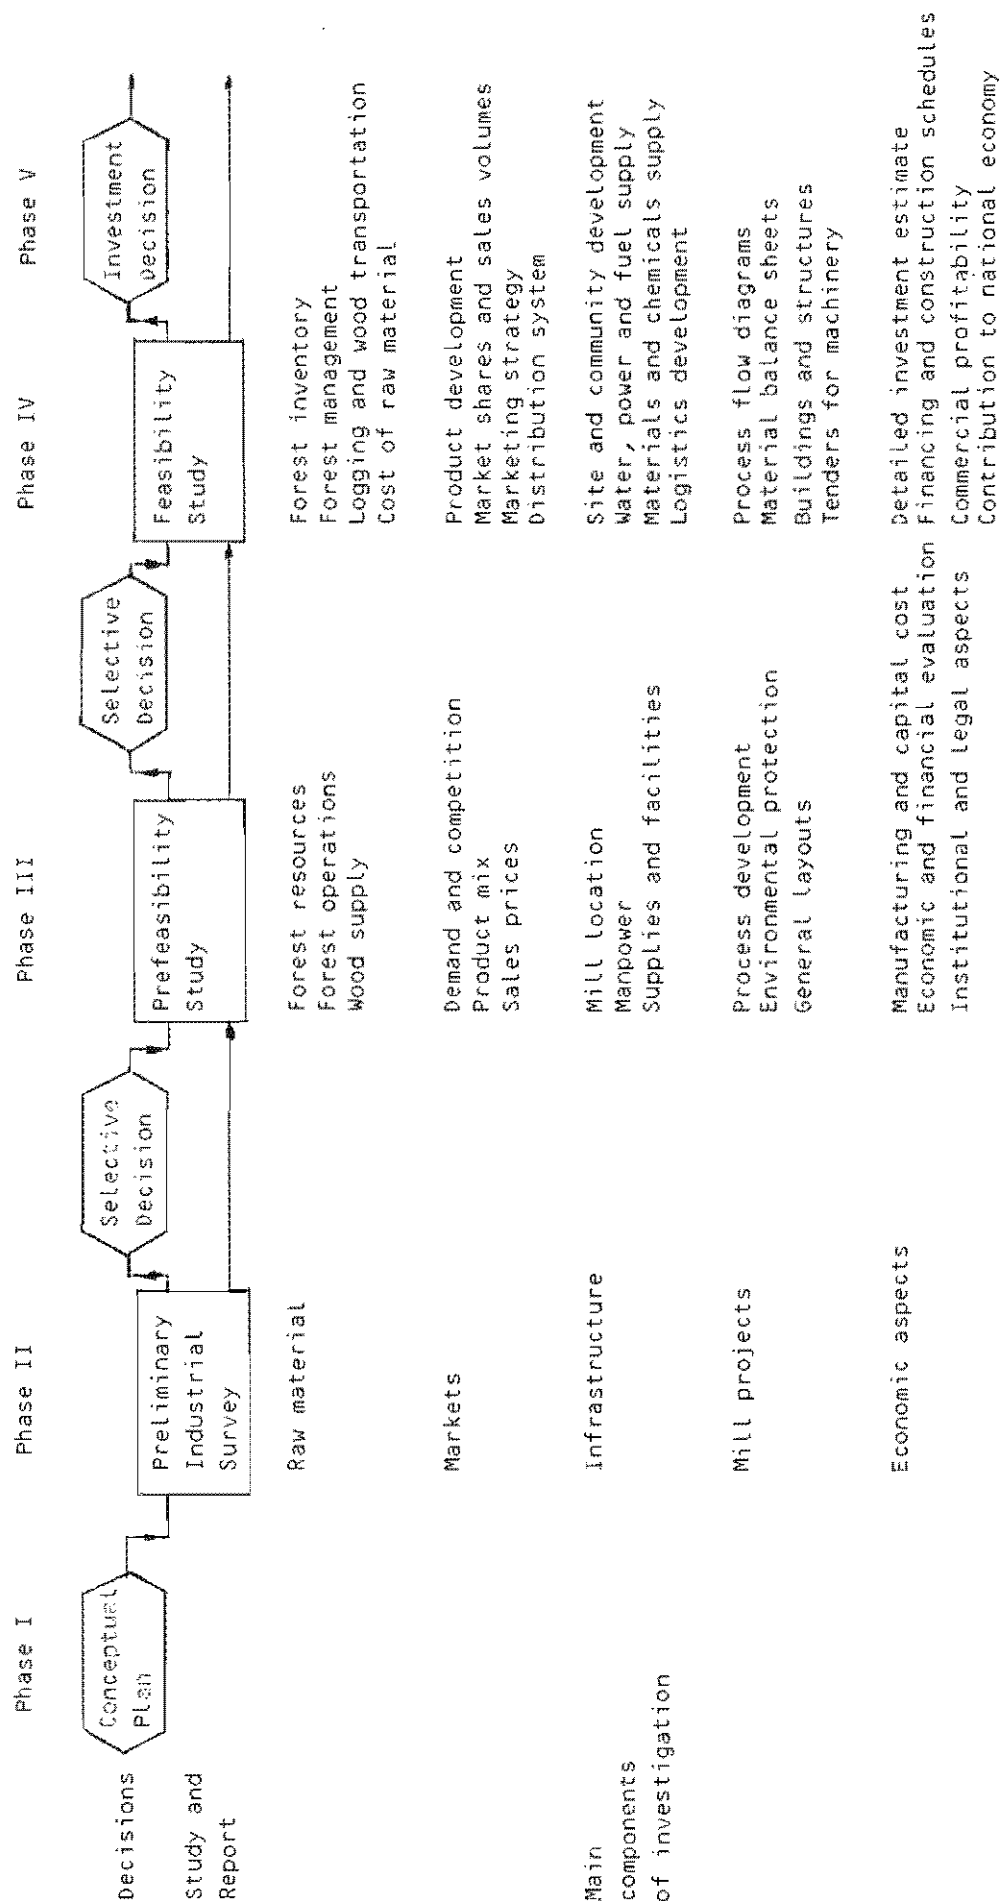 Phase I
Phase II
Phase III
Phase IV
Phase V
Decisions
Conceptual
Plan
Selective
Decision
Selective
Decision
Investment
Decision
Study and
Report
Preliminary
Industrial
Survey
Prefeasibility
Study
Feasibility
Study
Main
components
of investigation
Raw material
Forest resources
Forest operations
Wood supply
Forest inventory
Forest management
Logging and wood transportation
Cost of raw material
Markets
Demand and competition
Product mix
Sales prices
Product development
Market shares and sales volumes
Marketing strategy
Distribution system
Infrastructure
Mill location
Manpower
Supplies and facilities
Site and community development
Water, power and fuel supply
Materials and chemicals supply
Logistics development
Mill projects
Process development
Environmental protection
General layouts
Process flow diagrams
Material balance sheets
Buildings and structures
Tenders for machinery
Economic aspects
Manufacturing and capital cost
Economic and financial evaluation
Institutional and legal aspects
Detailed investment estimate
Financing and construction schedules
Commercial profitability
Contribution to national economy